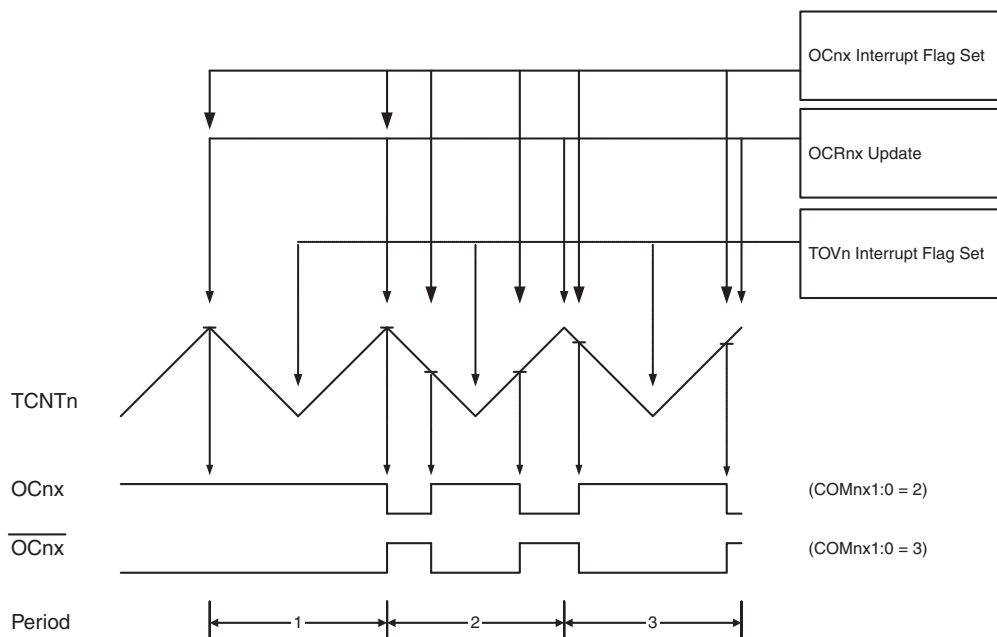 OCnx Interrupt Flag Set
OCRnx Update
TOVn Interrupt Flag Set
TCNTn
OCnx
(COMnx1:0 = 2)
OCnx
(COMnx1:0 = 3)
Period
1
2
3